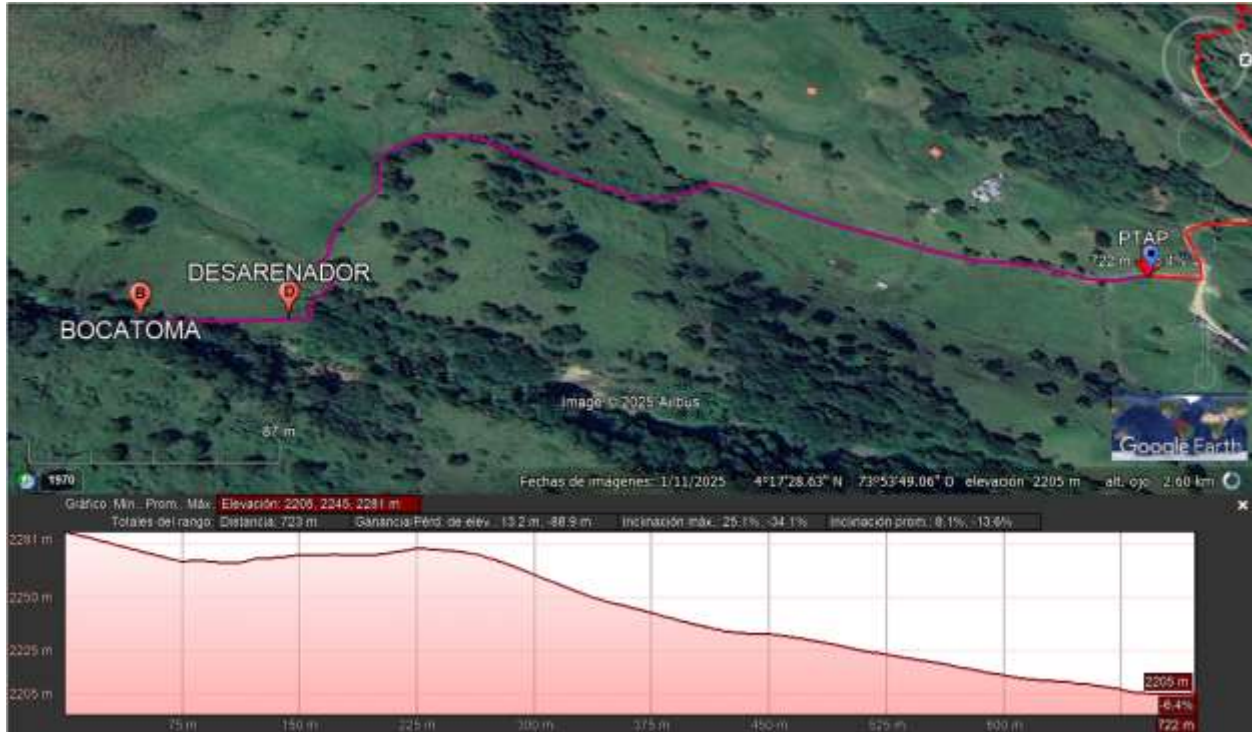 PTAP
722 m
DESARENADOR
B
D
BOCATOMA
Image © 2025 Airbus
87 m
Google Earth
1970
Fechas de imágenes: 1/11/2025 4°17'28.63" N 73°53'49.06" O elevación 2205 m alt. ojo 2.60 km
Gráfico: Mín., Prom., Máx. Elevación: 2205, 2245, 2281 m
Totales del rango: Distancia: 723 m Ganancia/Pérd. de elev.: 13.2 m, -88.9 m Inclinación máx.: 25.1%, -34.1% Inclinación prom.: 8.1%, -13.6%
2281 m
2250 m
2225 m
2205 m
2205 m
-6.4%
75 m 150 m 225 m 300 m 375 m 450 m 525 m 600 m 722 m